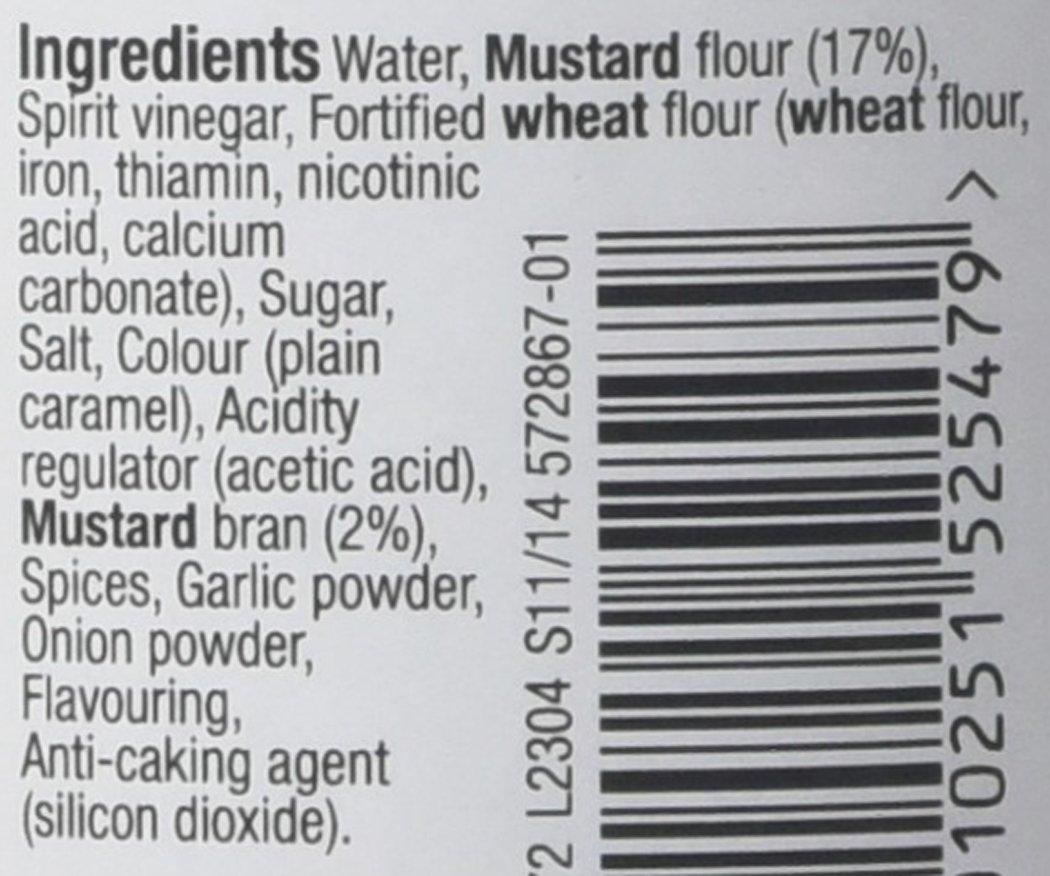 Ingredients Water, Mustard flour (17%),
Spirit vinegar, Fortified wheat flour (wheat flour,
iron, thiamin, nicotinic
acid, calcium
carbonate), Sugar,
Salt, Colour (plain
caramel), Acidity
regulator (acetic acid),
Mustard bran (2%),
Spices, Garlic powder,
Onion powder,
Flavouring,
Anti-caking agent
(silicon dioxide).
2 L2304 S11/14 572867-01
10251 525479 >